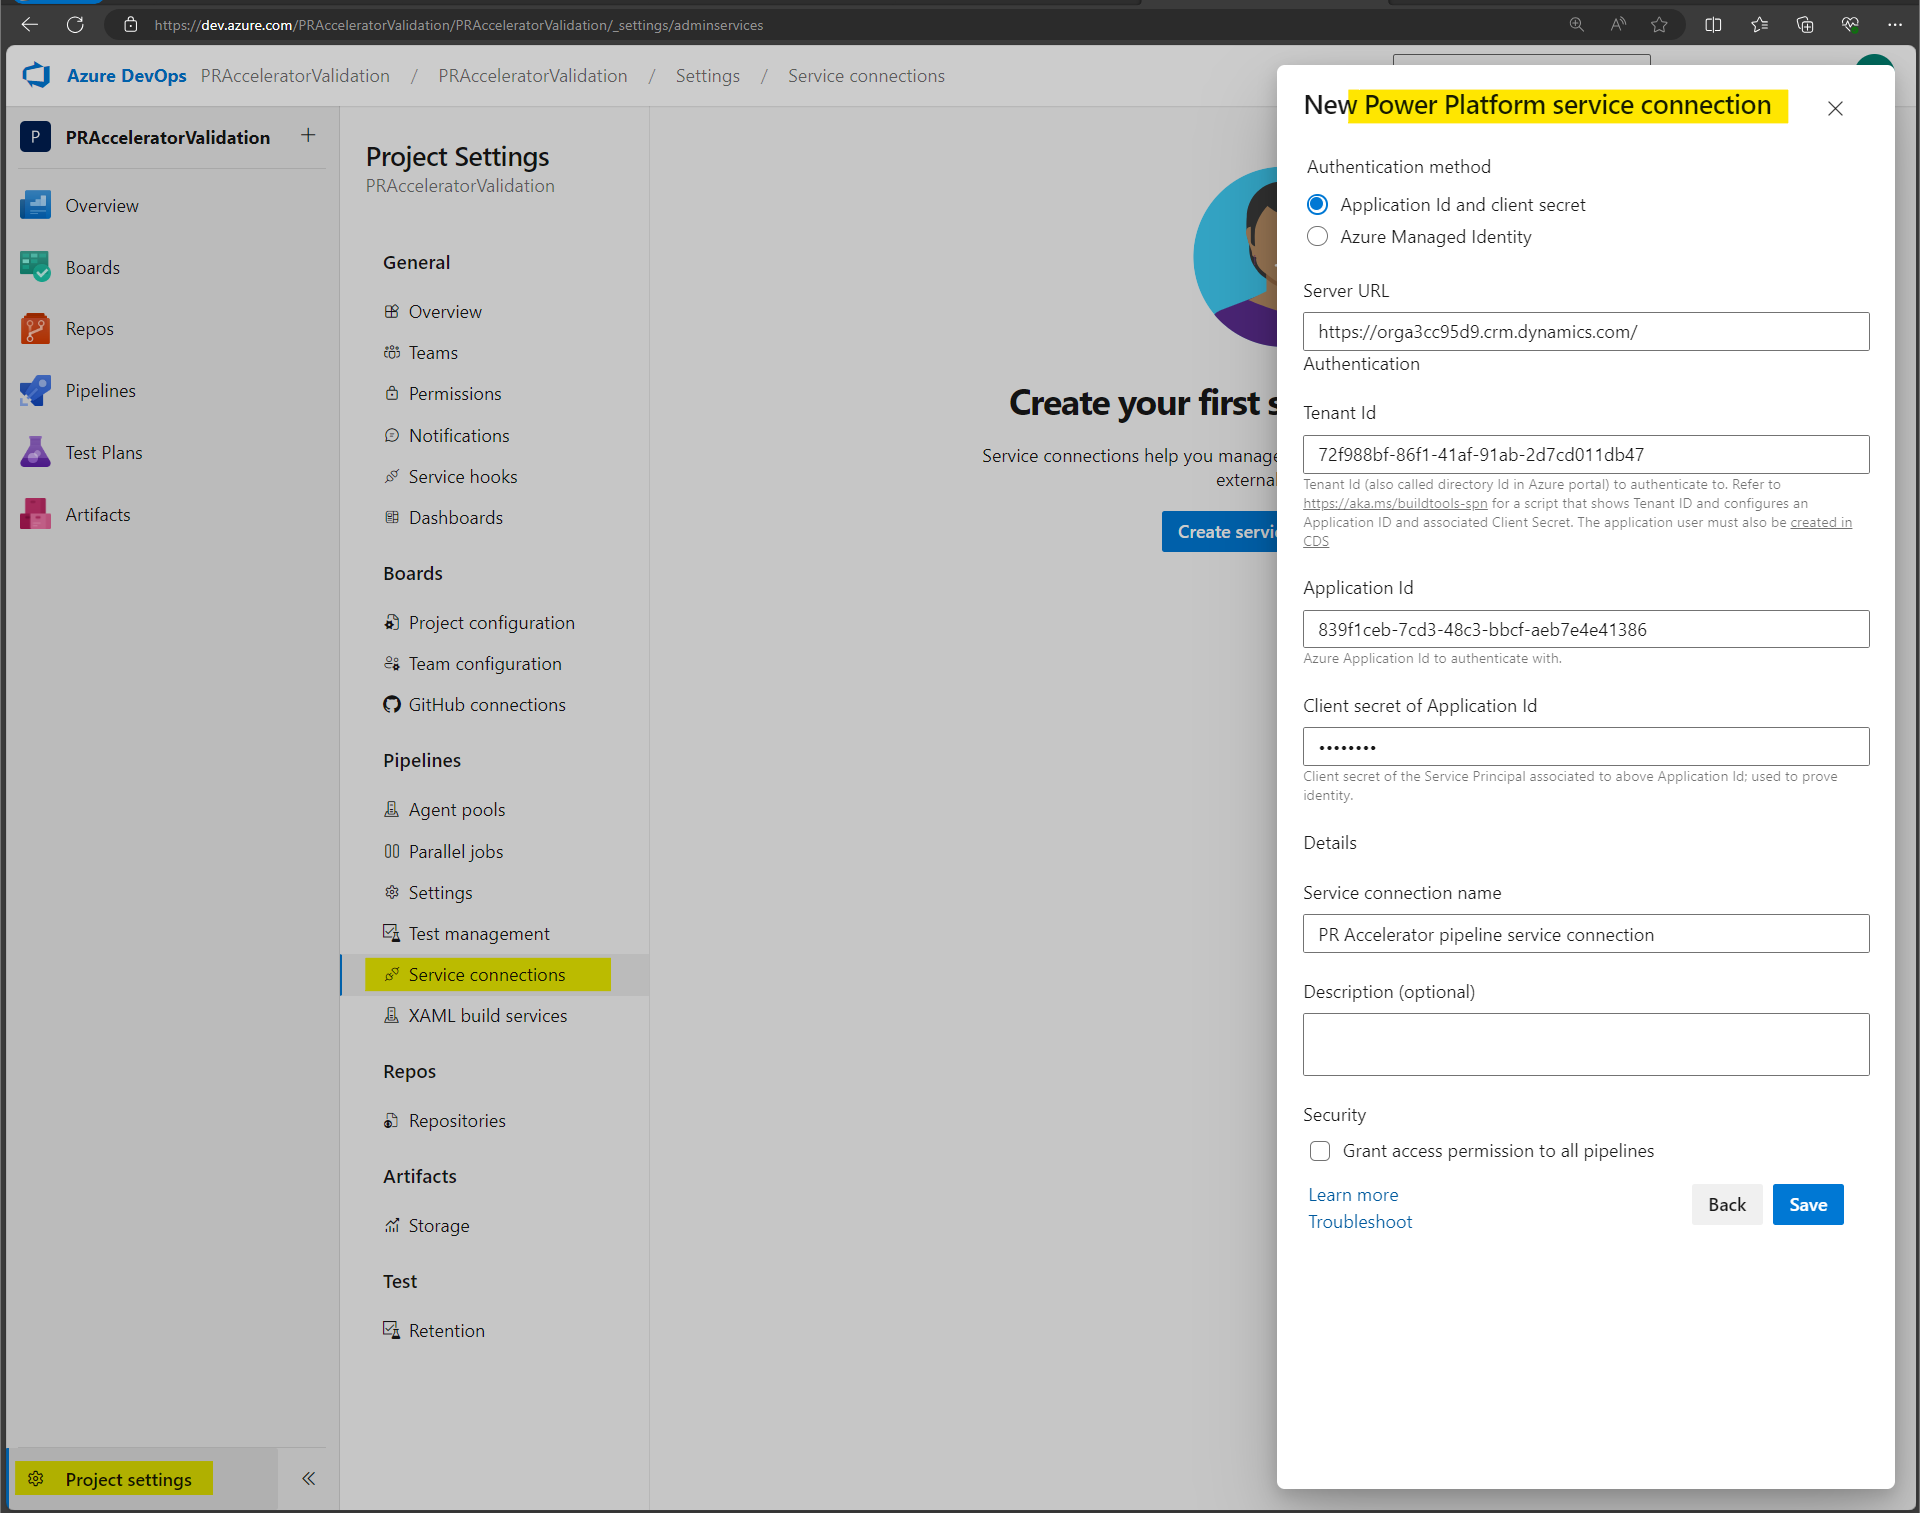 https://dev.azure.com/PRAcceleratorValidation/PRAcceleratorValidation/_settings/adminservices
Azure DevOps PRAcceleratorValidation / PRAcceleratorValidation / Settings / Service connections
P PRAcceleratorValidation
Overview
Boards
Repos
Pipelines
Test Plans
Artifacts
Project settings
Project Settings
PRAcceleratorValidation
General
Overview
Teams
Permissions
Notifications
Service hooks
Dashboards
Boards
Project configuration
Team configuration
GitHub connections
Pipelines
Agent pools
Parallel jobs
Settings
Test management
Service connections
XAML build services
Repos
Repositories
Artifacts
Storage
Test
Retention
Create your first s
Service connections help you manage
external
Create servi
New Power Platform service connection
Authentication method
Application Id and client secret
Azure Managed Identity
Server URL
https://orga3cc95d9.crm.dynamics.com/
Authentication
Tenant Id
72f988bf-86f1-41af-91ab-2d7cd011db47
Tenant Id (also called directory Id in Azure portal) to authenticate to. Refer to
https://aka.ms/buildtools-spn for a script that shows Tenant ID and configures an
Application ID and associated Client Secret. The application user must also be created in
CDS
Application Id
839f1ceb-7cd3-48c3-bbcf-aeb7e4e41386
Azure Application Id to authenticate with.
Client secret of Application Id
••••••••
Client secret of the Service Principal associated to above Application Id; used to prove
identity.
Details
Service connection name
PR Accelerator pipeline service connection
Description (optional)
Security
Grant access permission to all pipelines
Learn more
Troubleshoot
Back
Save